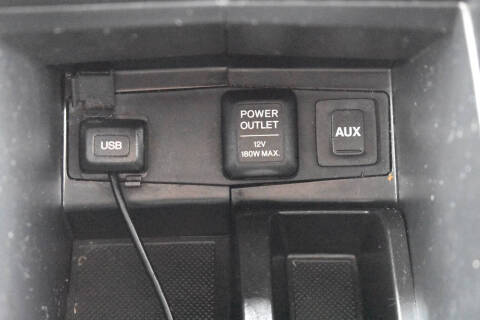 USB
POWER
OUTLET
12V
180W MAX.
AUX